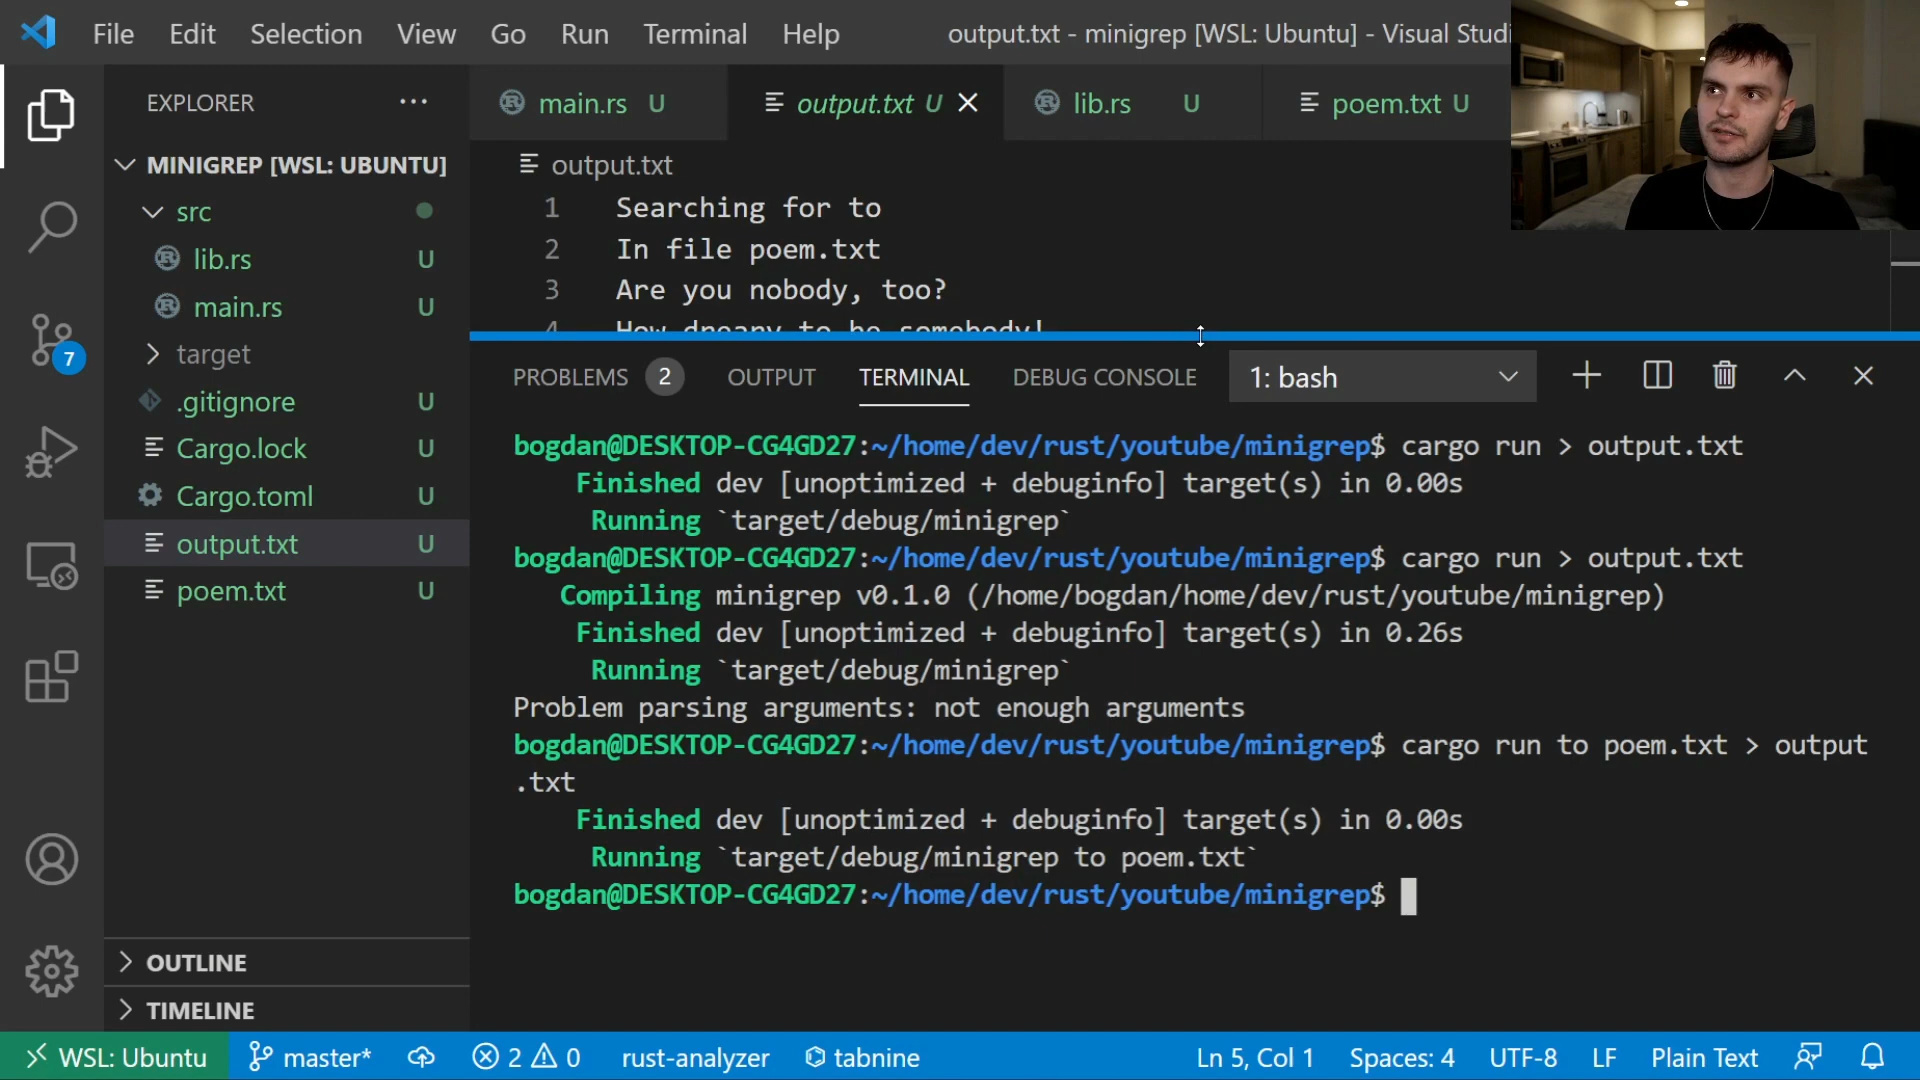 File Edit Selection View Go Run Terminal Help output.txt - minigrep [WSL: Ubuntu] - Visual Studi
EXPLORER ···
main.rs U
output.txt U
lib.rs U
poem.txt U
MINIGREP [WSL: UBUNTU]
src
lib.rs U
main.rs U
target
.gitignore U
Cargo.lock U
Cargo.toml U
output.txt U
poem.txt U
OUTLINE
TIMELINE
7
output.txt
1 Searching for to
2 In file poem.txt
3 Are you nobody, too?
4 How dreary to be somebody!
PROBLEMS 2 OUTPUT TERMINAL DEBUG CONSOLE 1: bash
bogdan@DESKTOP-CG4GD27:~/home/dev/rust/youtube/minigrep$ cargo run > output.txt
Finished dev [unoptimized + debuginfo] target(s) in 0.00s
Running `target/debug/minigrep`
bogdan@DESKTOP-CG4GD27:~/home/dev/rust/youtube/minigrep$ cargo run > output.txt
Compiling minigrep v0.1.0 (/home/bogdan/home/dev/rust/youtube/minigrep)
Finished dev [unoptimized + debuginfo] target(s) in 0.26s
Running `target/debug/minigrep`
Problem parsing arguments: not enough arguments
bogdan@DESKTOP-CG4GD27:~/home/dev/rust/youtube/minigrep$ cargo run to poem.txt > output
.txt
Finished dev [unoptimized + debuginfo] target(s) in 0.00s
Running `target/debug/minigrep to poem.txt`
bogdan@DESKTOP-CG4GD27:~/home/dev/rust/youtube/minigrep$
WSL: Ubuntu master* 2 0 rust-analyzer tabnine Ln 5, Col 1 Spaces: 4 UTF-8 LF Plain Text